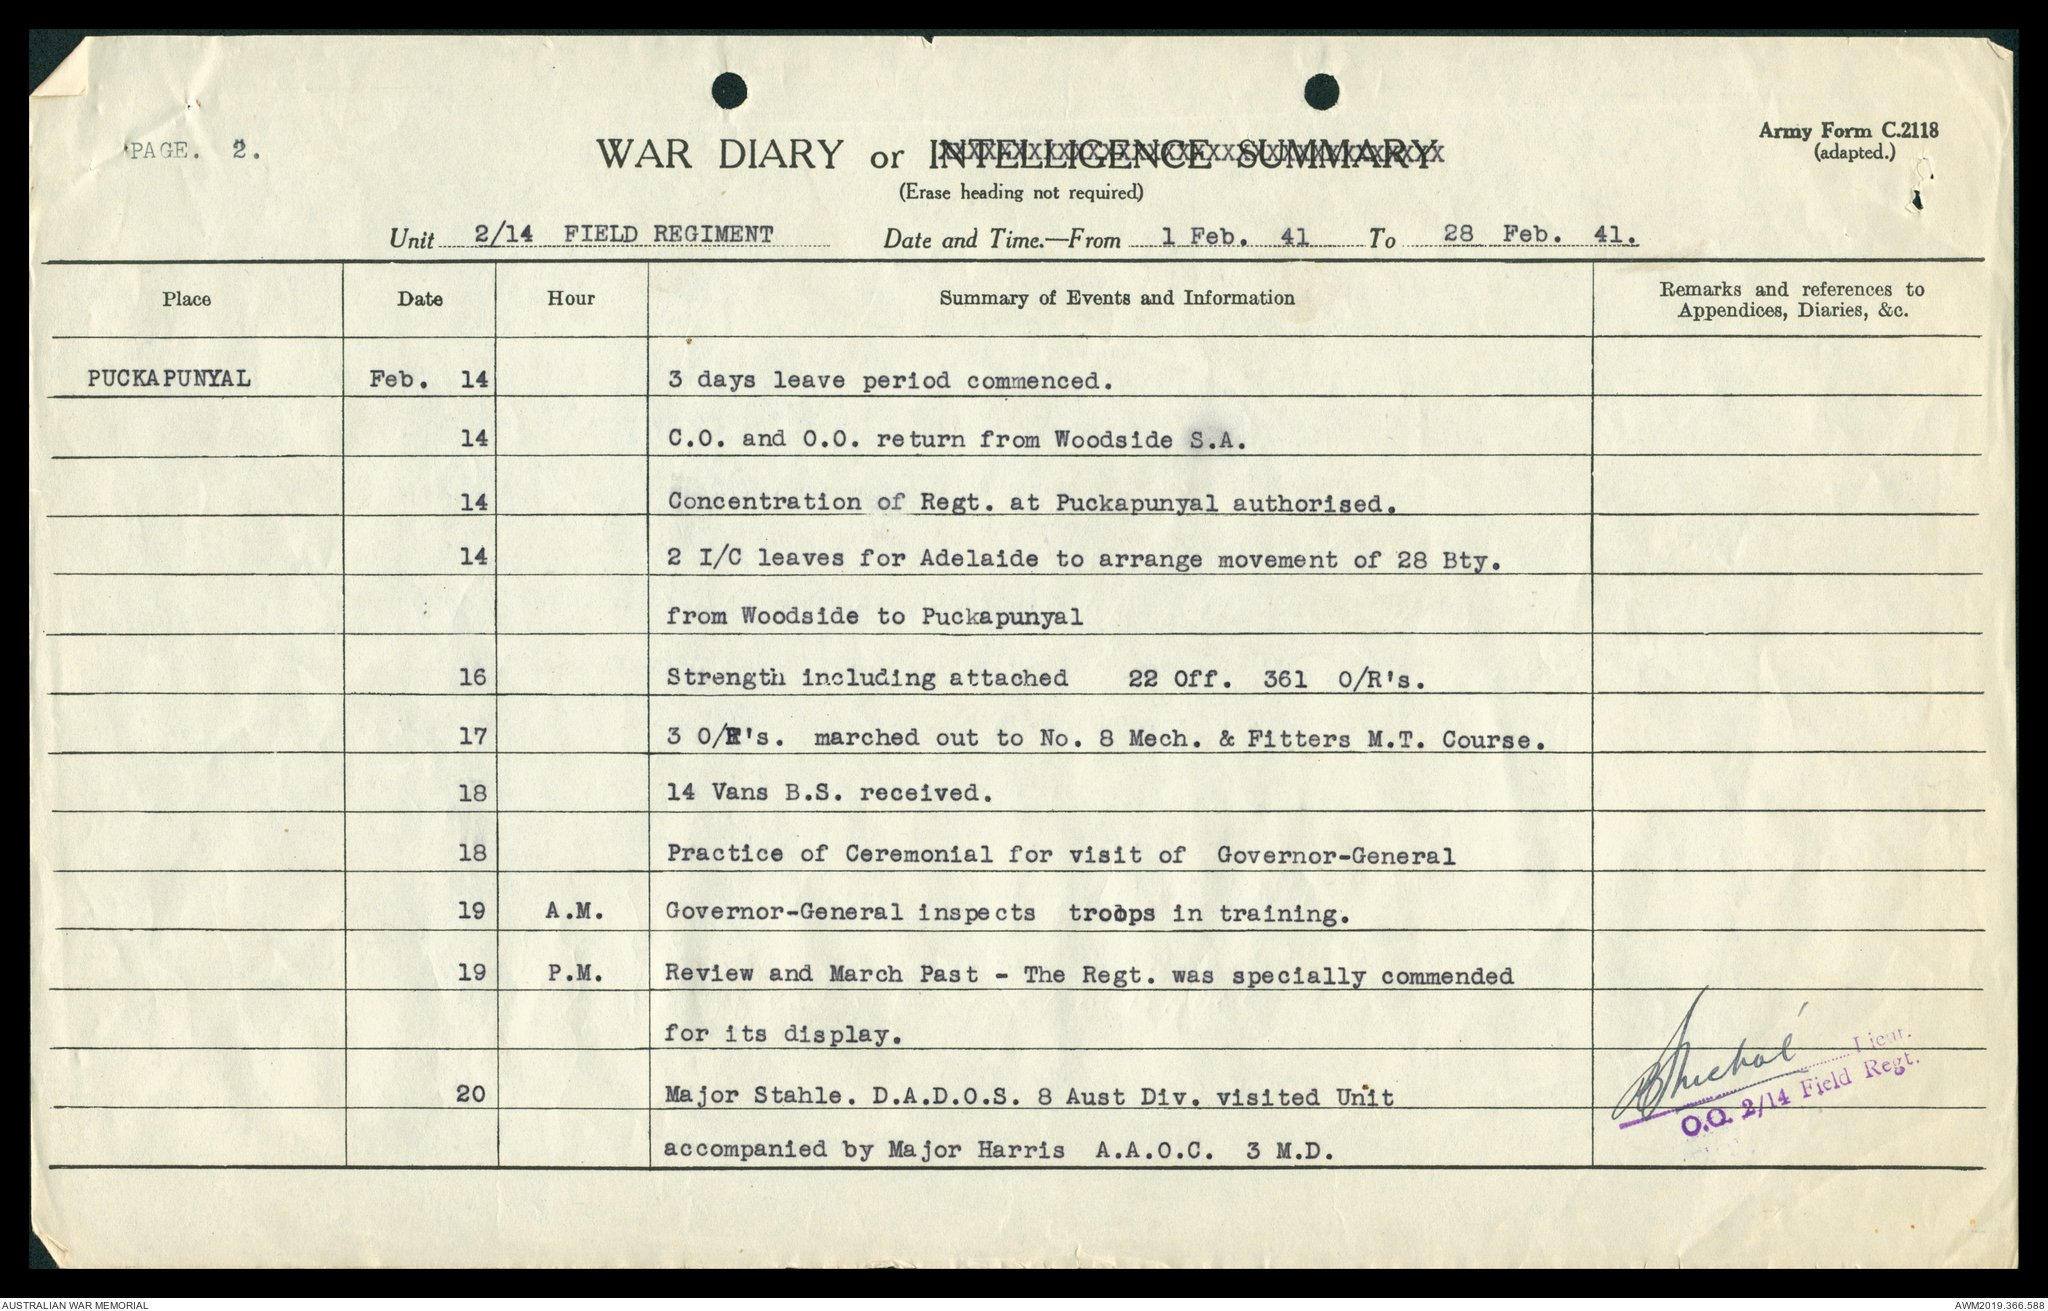 PAGE. 2.
WAR DIARY or INTELLIGENCE SUMMARY
Army Form C.2118
(adapted.)
(Erase heading not required)
Unit 2/14 FIELD REGIMENT Date and Time.—From 1 Feb. 41 To 28 Feb. 41.
Place Date Hour Summary of Events and Information Remarks and references to
Appendices, Diaries, &c.
PUCKAPUNYAL Feb. 14 3 days leave period commenced.
14 C.O. and O.O. return from Woodside S.A.
14 Concentration of Regt. at Puckapunyal authorised.
14 2 I/C leaves for Adelaide to arrange movement of 28 Bty.
from Woodside to Puckapunyal
16 Strength including attached 22 Off. 361 O/R's.
17 3 O/R's. marched out to No. 8 Mech. & Fitters M.T. Course.
18 14 Vans B.S. received.
18 Practice of Ceremonial for visit of Governor-General
19 A.M. Governor-General inspects troops in training.
19 P.M. Review and March Past - The Regt. was specially commended
for its display.
20 Major Stahle. D.A.D.O.S. 8 Aust Div. visited Unit
accompanied by Major Harris A.A.O.C. 3 M.D.
Lieut.
O.O. 2/14 Field Regt.
AUSTRALIAN WAR MEMORIAL
AWM2019.366.588